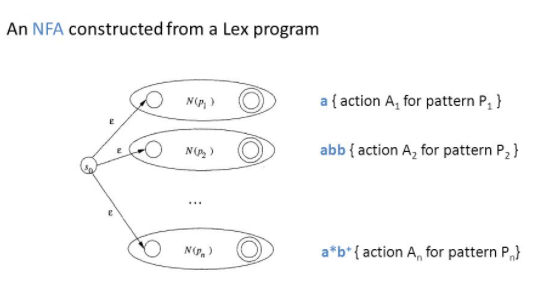 An NFA constructed from a Lex program
ε
N(p₁)
a { action A₁ for pattern P₁ }
ε
N(p₂)
abb { action A₂ for pattern P₂ }
s₀
...
ε
N(pₙ)
a*b⁺ { action Aₙ for pattern Pₙ}